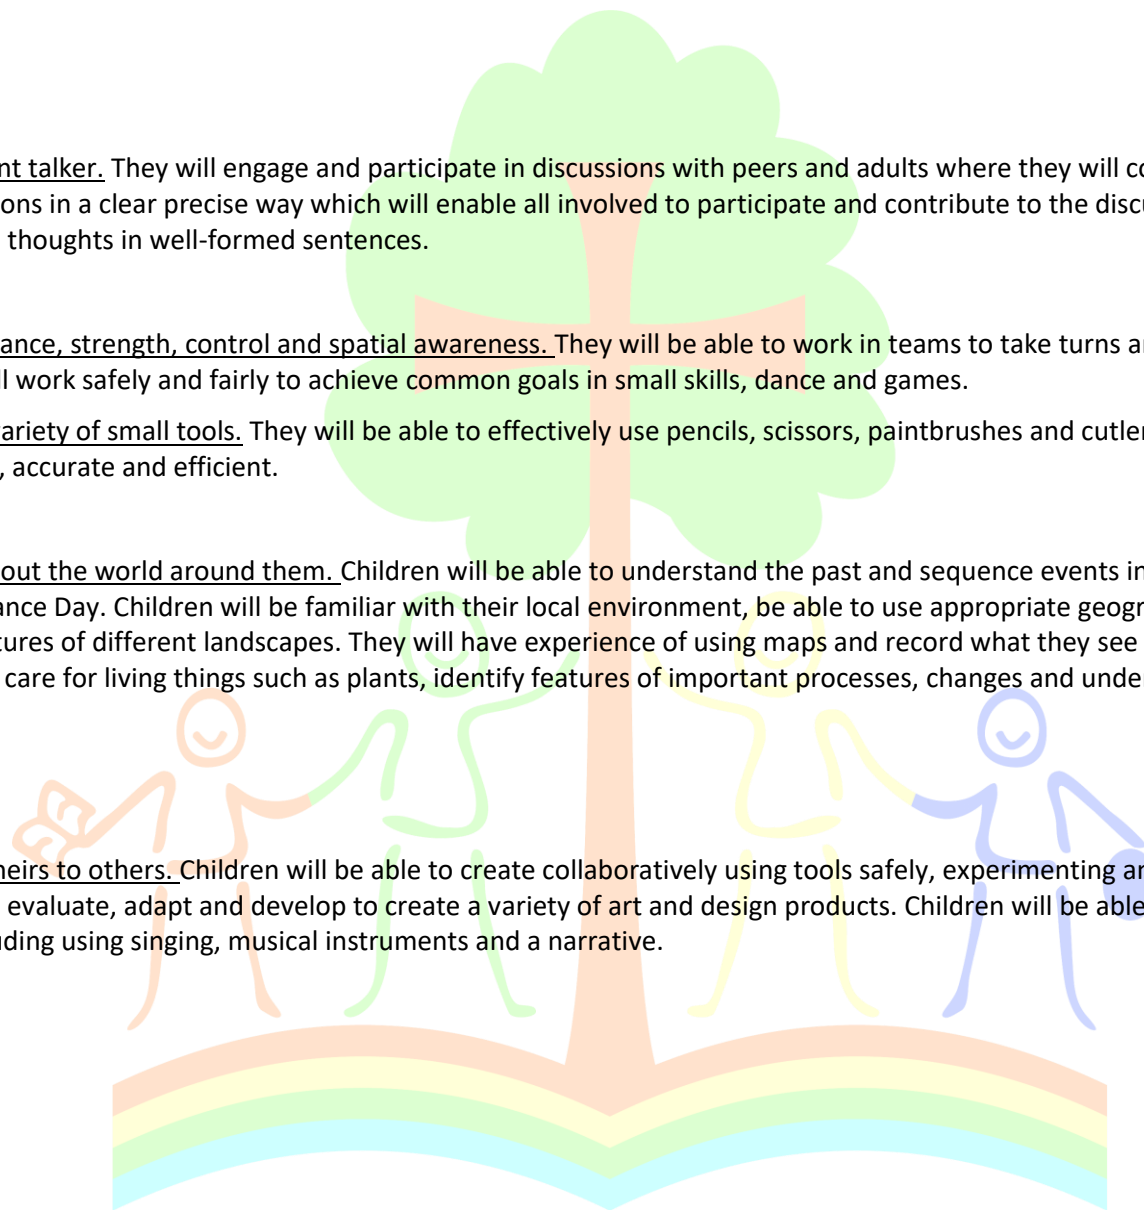 nt talker. They will engage and participate in discussions with peers and adults where they will co
ons in a clear precise way which will enable all involved to participate and contribute to the discu
thoughts in well-formed sentences.
ance, strength, control and spatial awareness. They will be able to work in teams to take turns a
ll work safely and fairly to achieve common goals in small skills, dance and games.
ariety of small tools. They will be able to effectively use pencils, scissors, paintbrushes and cutler
, accurate and efficient.
out the world around them. Children will be able to understand the past and sequence events in
ance Day. Children will be familiar with their local environment, be able to use appropriate geogr
tures of different landscapes. They will have experience of using maps and record what they see
care for living things such as plants, identify features of important processes, changes and under
heirs to others. Children will be able to create collaboratively using tools safely, experimenting ar
evaluate, adapt and develop to create a variety of art and design products. Children will be able
uding using singing, musical instruments and a narrative.